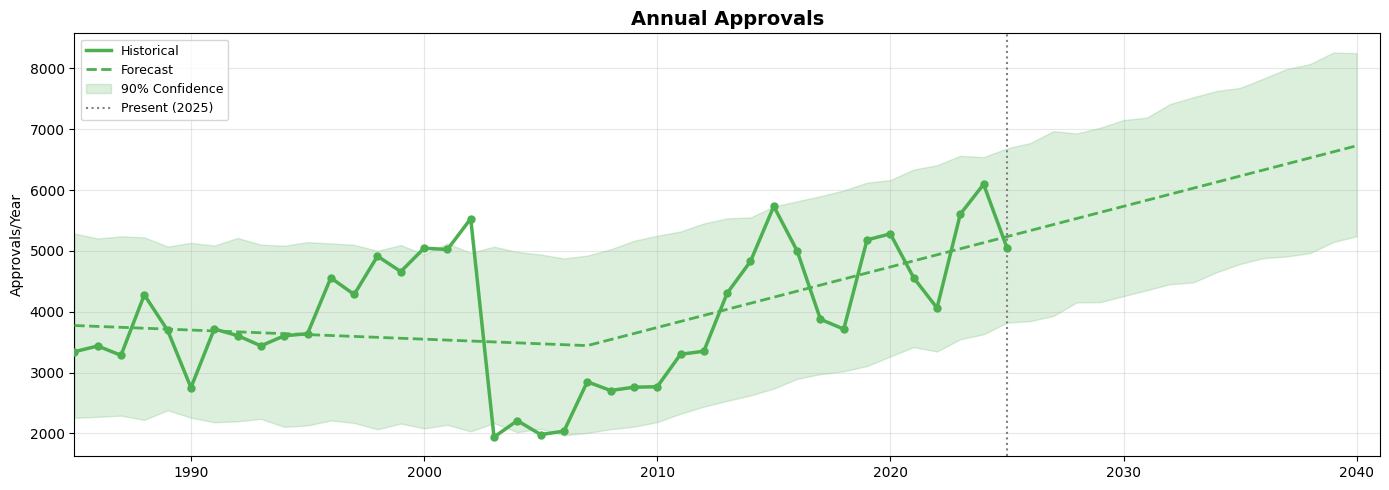 Annual Approvals
Historical
Forecast
90% Confidence
Present (2025)
Approvals/Year
8000
7000
6000
5000
4000
3000
2000
1990
2000
2010
2020
2030
2040